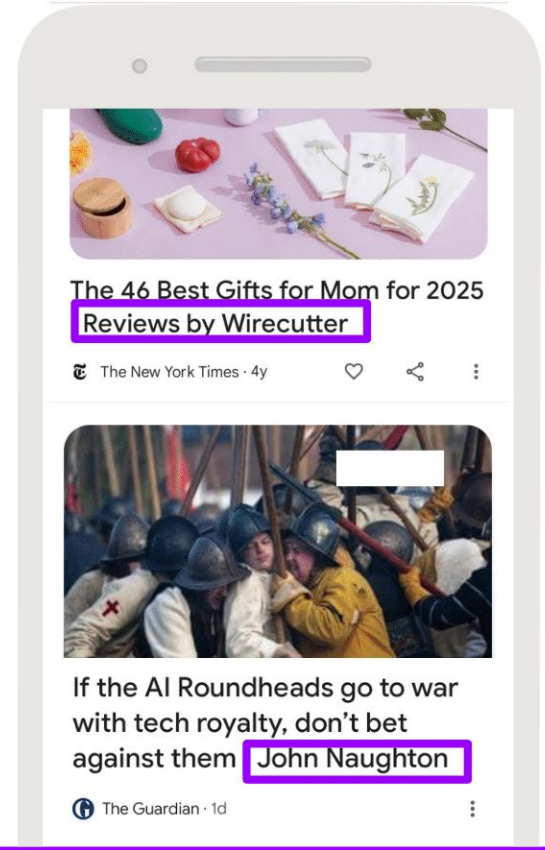 The 46 Best Gifts for Mom for 2025
Reviews by Wirecutter
The New York Times · 4y
If the AI Roundheads go to war
with tech royalty, don’t bet
against them John Naughton
The Guardian · 1d